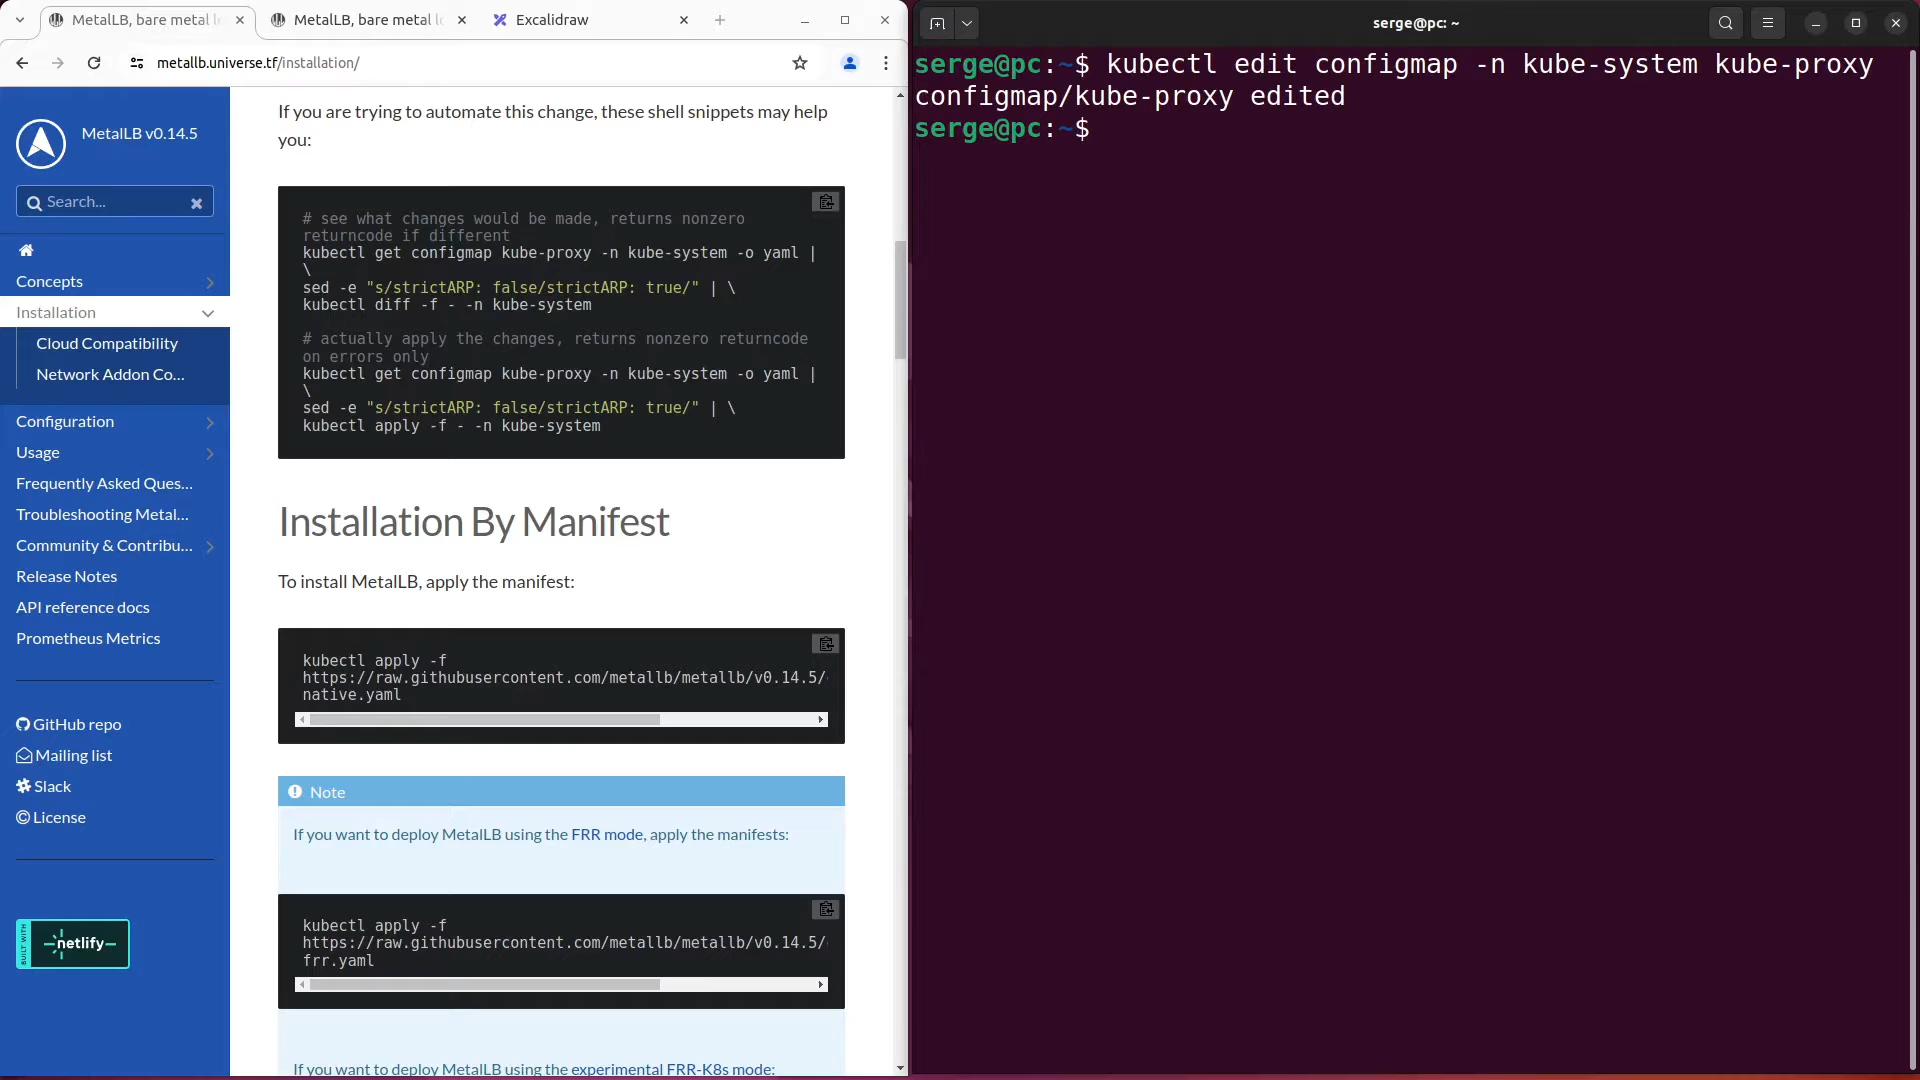 MetalLB, bare metal l
MetalLB, bare metal l
Excalidraw
metallb.universe.tf/installation/
MetalLB v0.14.5
Search...
Concepts
Installation
Cloud Compatibility
Network Addon Co...
Configuration
Usage
Frequently Asked Ques...
Troubleshooting Metal...
Community & Contribu...
Release Notes
API reference docs
Prometheus Metrics
GitHub repo
Mailing list
Slack
License
BUILT WITH
netlify
If you are trying to automate this change, these shell snippets may help
you:
# see what changes would be made, returns nonzero
returncode if different
kubectl get configmap kube-proxy -n kube-system -o yaml |
\
sed -e "s/strictARP: false/strictARP: true/" | \
kubectl diff -f - -n kube-system
# actually apply the changes, returns nonzero returncode
on errors only
kubectl get configmap kube-proxy -n kube-system -o yaml |
\
sed -e "s/strictARP: false/strictARP: true/" | \
kubectl apply -f - -n kube-system
Installation By Manifest
To install MetalLB, apply the manifest:
kubectl apply -f
https://raw.githubusercontent.com/metallb/metallb/v0.14.5/
native.yaml
Note
If you want to deploy MetalLB using the FRR mode, apply the manifests:
kubectl apply -f
https://raw.githubusercontent.com/metallb/metallb/v0.14.5/
frr.yaml
If you want to deploy MetalLB using the experimental FRR-K8s mode:
serge@pc: ~
serge@pc:~$ kubectl edit configmap -n kube-system kube-proxy
configmap/kube-proxy edited
serge@pc:~$